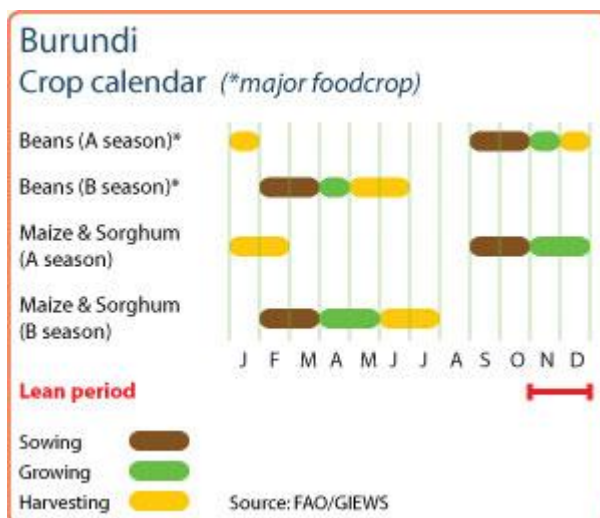 Burundi
Crop calendar (*major foodcrop)
Beans (A season)*
Beans (B season)*
Maize & Sorghum
(A season)
Maize & Sorghum
(B season)
J F M A M J J A S O N D
Lean period
Sowing
Growing
Harvesting
Source: FAO/GIEWS